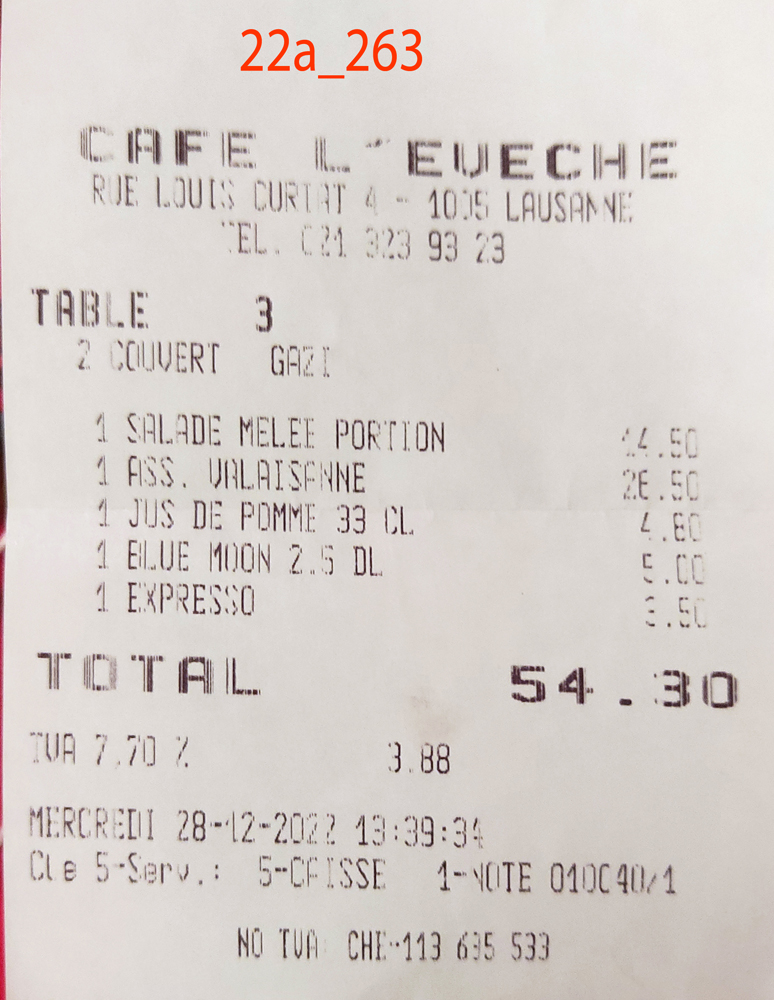 22a_263
CAFE L'EVECHE
RUE LOUIS CURTAT 4 - 1005 LAUSANNE
TEL. 021 323 93 23
TABLE 3
2 COUVERT GAZI
1 SALADE MELEE PORTION 14.50
1 ASS. VALAISANNE 26.50
1 JUS DE POMME 33 CL 4.80
1 BLUE MOON 2.5 DL 5.00
1 EXPRESSO 3.50
TOTAL 54.30
TVA 7.70 % 3.88
MERCREDI 28-12-2022 13:39:34
Cle 5-Serv.: 5-CAISSE 1-NOTE 010040/1
NO TVA CHE-113 635 533